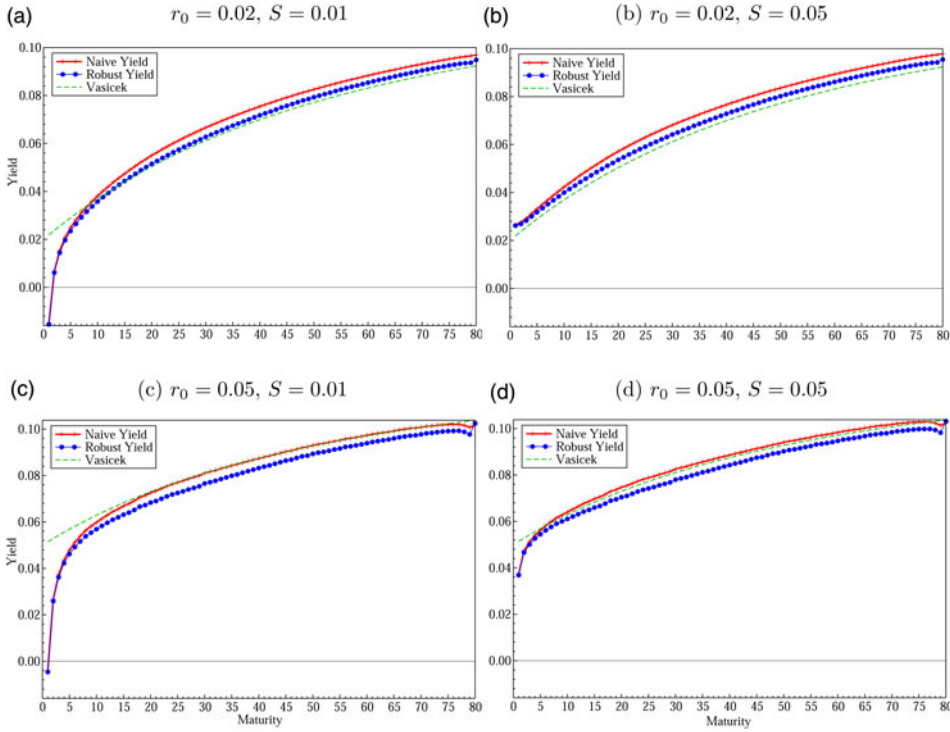 (a) r₀ = 0.02, S = 0.01
0.10
Naive Yield
Robust Yield
Vasicek
0.08
0.06
Yield
0.04
0.02
0.00
0 5 10 15 20 25 30 35 40 45 50 55 60 65 70 75 80
(b) (b) r₀ = 0.02, S = 0.05
0.10
Naive Yield
Robust Yield
Vasicek
0.08
0.06
0.04
0.02
0.00
0 5 10 15 20 25 30 35 40 45 50 55 60 65 70 75 80
(c) (c) r₀ = 0.05, S = 0.01
0.10
Naive Yield
Robust Yield
Vasicek
0.08
0.06
Yield
0.04
0.02
0.00
0 5 10 15 20 25 30 35 40 45 50 55 60 65 70 75 80
Maturity
(d) (d) r₀ = 0.05, S = 0.05
0.10
Naive Yield
Robust Yield
Vasicek
0.08
0.06
0.04
0.02
0.00
0 5 10 15 20 25 30 35 40 45 50 55 60 65 70 75 80
Maturity